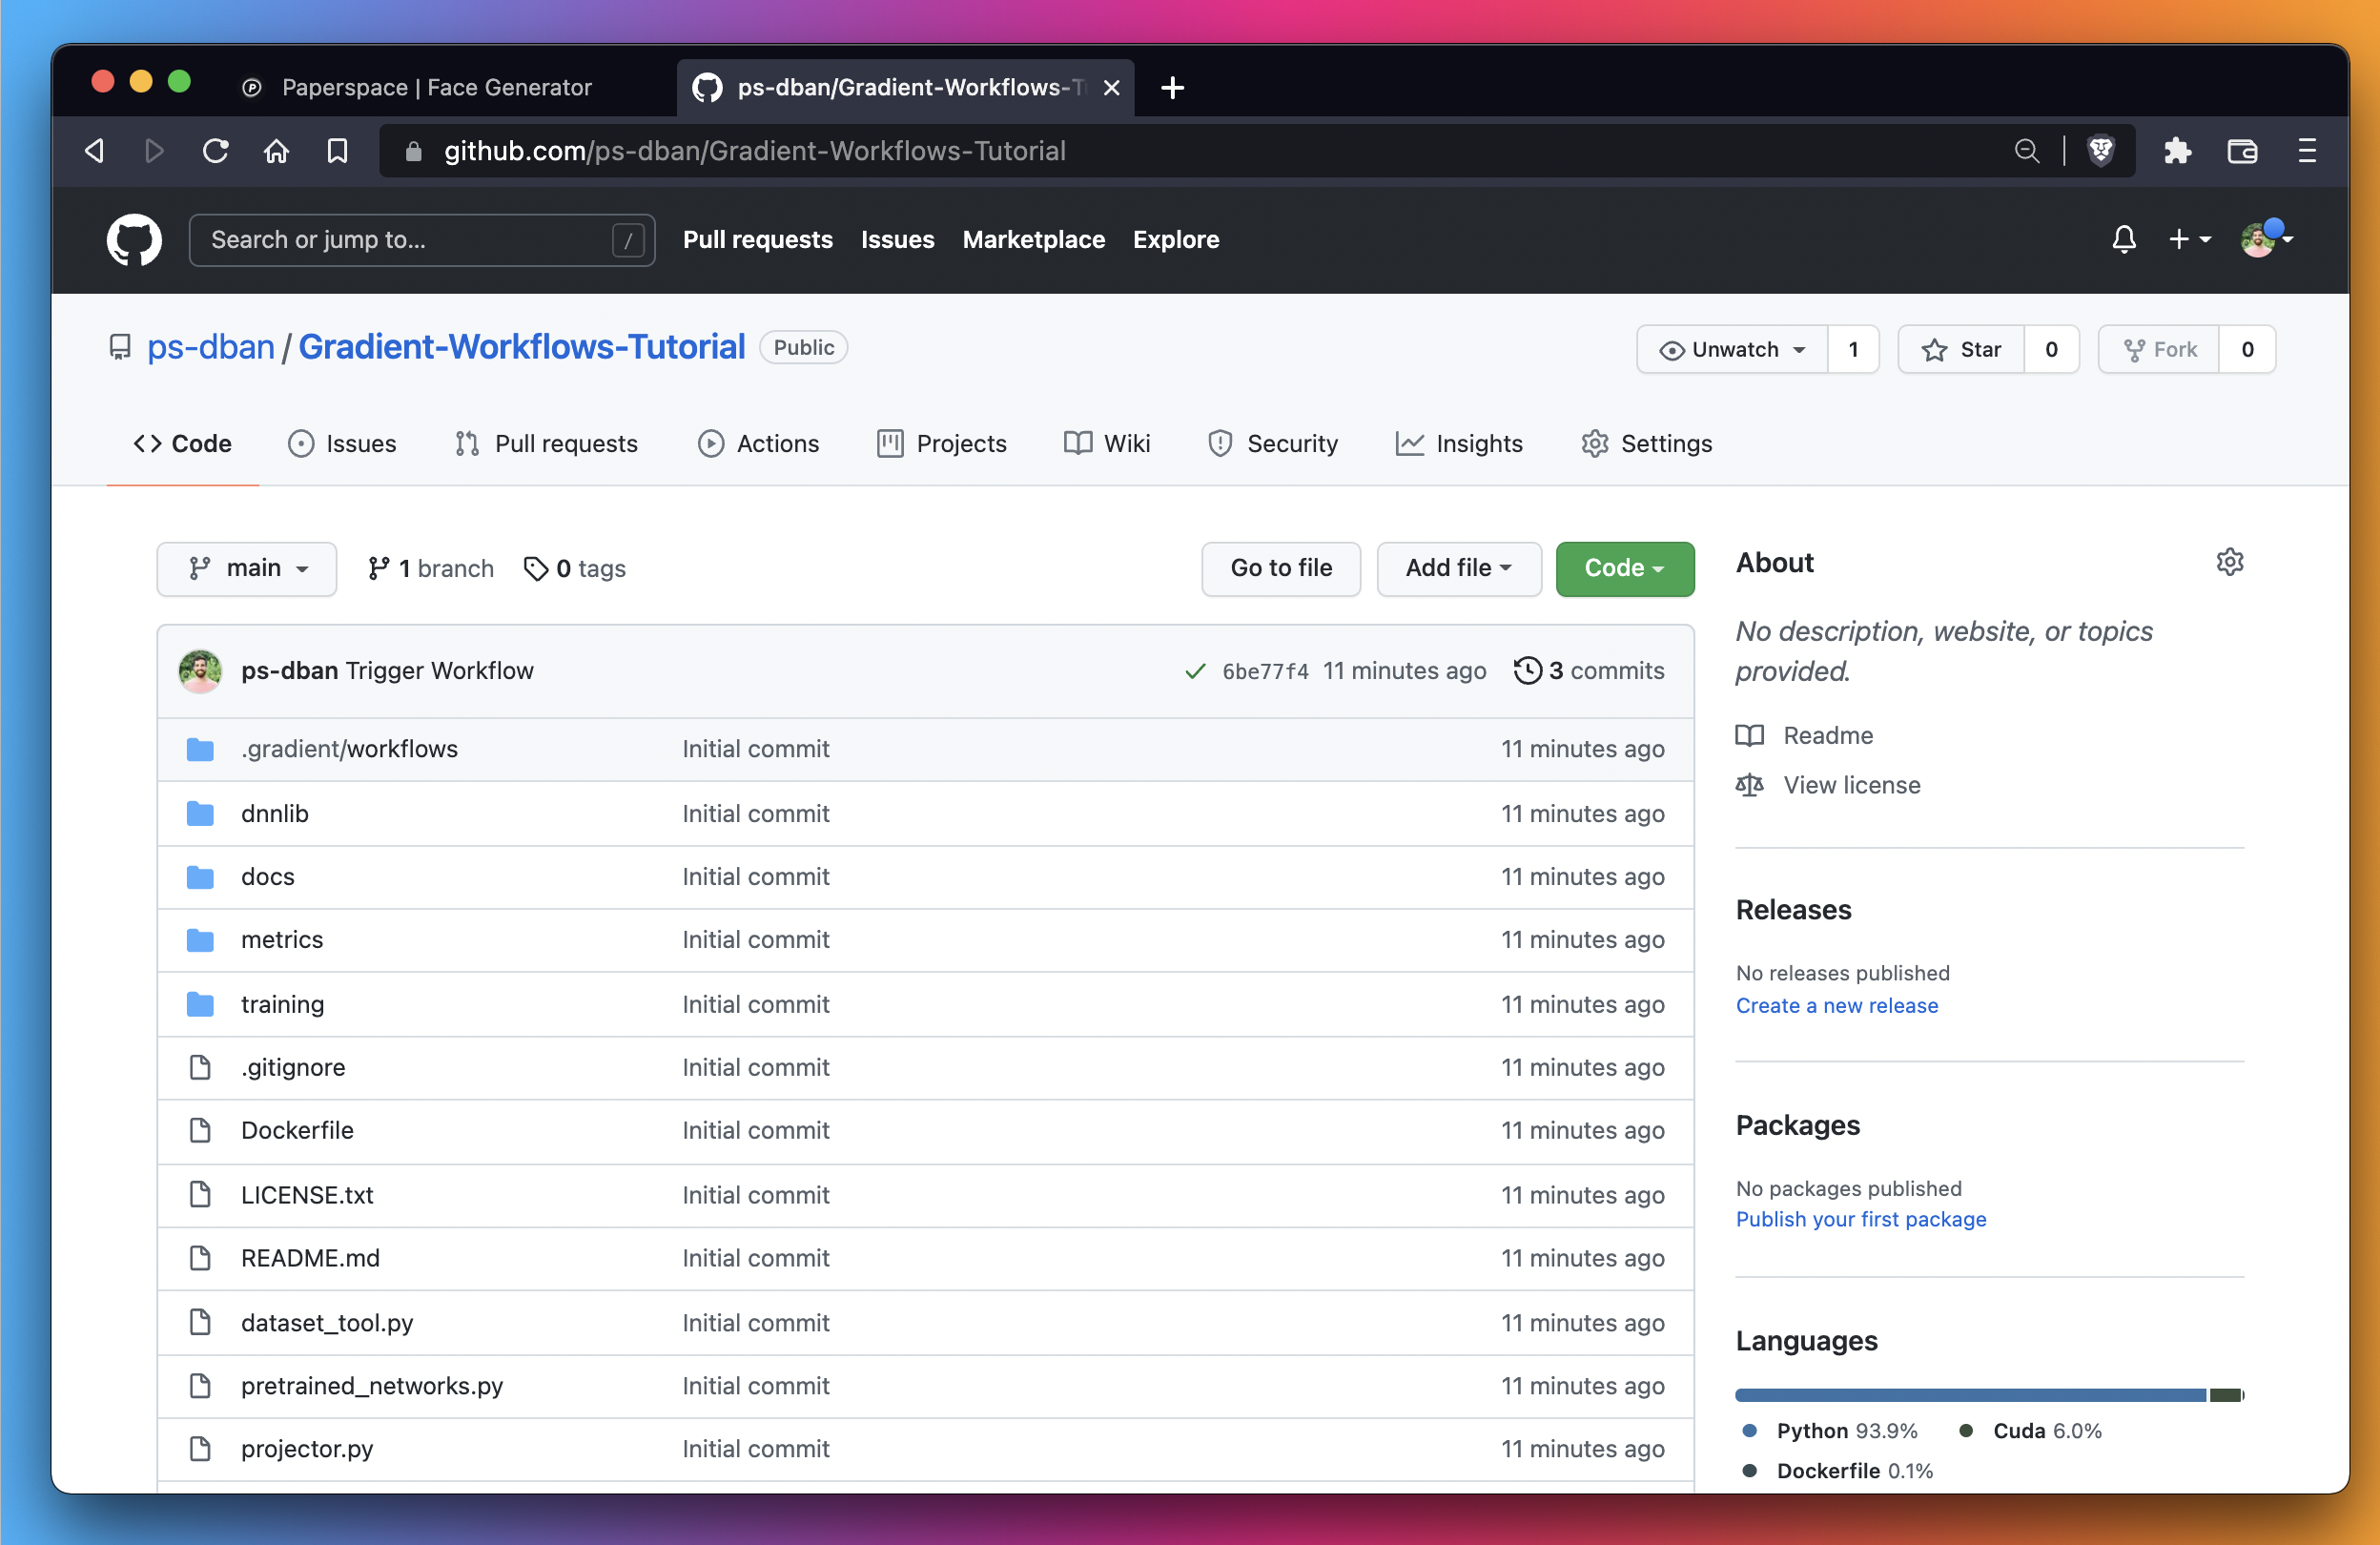 Paperspace | Face Generator
ps-dban/Gradient-Workflows-T
github.com/ps-dban/Gradient-Workflows-Tutorial
Search or jump to...
/
Pull requests Issues Marketplace Explore
ps-dban / Gradient-Workflows-Tutorial Public
Unwatch 1 Star 0 Fork 0
Code Issues Pull requests Actions Projects Wiki Security Insights Settings
main 1 branch 0 tags Go to file Add file Code
ps-dban Trigger Workflow 6be77f4 11 minutes ago 3 commits
.gradient/workflows Initial commit 11 minutes ago
dnnlib Initial commit 11 minutes ago
docs Initial commit 11 minutes ago
metrics Initial commit 11 minutes ago
training Initial commit 11 minutes ago
.gitignore Initial commit 11 minutes ago
Dockerfile Initial commit 11 minutes ago
LICENSE.txt Initial commit 11 minutes ago
README.md Initial commit 11 minutes ago
dataset_tool.py Initial commit 11 minutes ago
pretrained_networks.py Initial commit 11 minutes ago
projector.py Initial commit 11 minutes ago
About
No description, website, or topics
provided.
Readme
View license
Releases
No releases published
Create a new release
Packages
No packages published
Publish your first package
Languages
Python 93.9% Cuda 6.0%
Dockerfile 0.1%